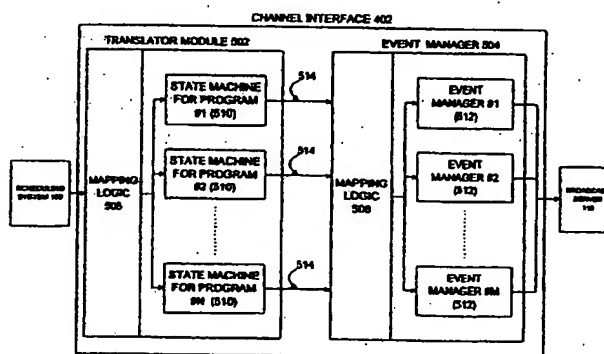 CHANNEL INTERFACE 402
TRANSLATOR MODULE 502
EVENT MANAGER 504
SCHEDULING
SYSTEM
MAPPING
LOGIC
STATE MACHINE
FOR PROGRAM
#1 (510)
STATE MACHINE
FOR PROGRAM
#2 (510)
STATE MACHINE
FOR PROGRAM
#N (510)
514
514
514
MAPPING
LOGIC
508
EVENT
MANAGER #1
(512)
EVENT
MANAGER #2
(512)
EVENT
MANAGER #M
(512)
BROADCAST
SERVER